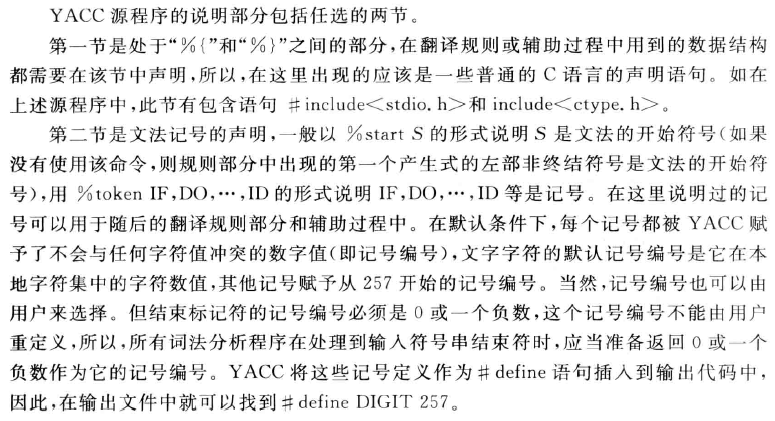 YACC 源程序的说明部分包括任选的两节。
第一节是处于“%{”和“%}”之间的部分,在翻译规则或辅助过程中用到的数据结构
都需要在该节中声明,所以,在这里出现的应该是一些普通的 C 语言的声明语句。如在
上述源程序中,此节有包含语句 #include<stdio.h>和 include<ctype.h>。
第二节是文法记号的声明,一般以 %start S 的形式说明 S 是文法的开始符号(如果
没有使用该命令,则规则部分中出现的第一个产生式的左部非终结符号是文法的开始符
号),用 %token IF,DO,…,ID 的形式说明 IF,DO,…,ID 等是记号。在这里说明过的记
号可以用于随后的翻译规则部分和辅助过程中。在默认条件下,每个记号都被 YACC 赋
予了不会与任何字符值冲突的数字值(即记号编号),文字字符的默认记号编号是它在本
地字符集中的字符数值,其他记号赋予从 257 开始的记号编号。当然,记号编号也可以由
用户来选择。但结束标记符的记号编号必须是 0 或一个负数,这个记号编号不能由用户
重定义,所以,所有词法分析程序在处理到输入符号串结束符时,应当准备返回 0 或一个
负数作为它的记号编号。YACC 将这些记号定义作为#define 语句插入到输出代码中,
因此,在输出文件中就可以找到#define DIGIT 257。